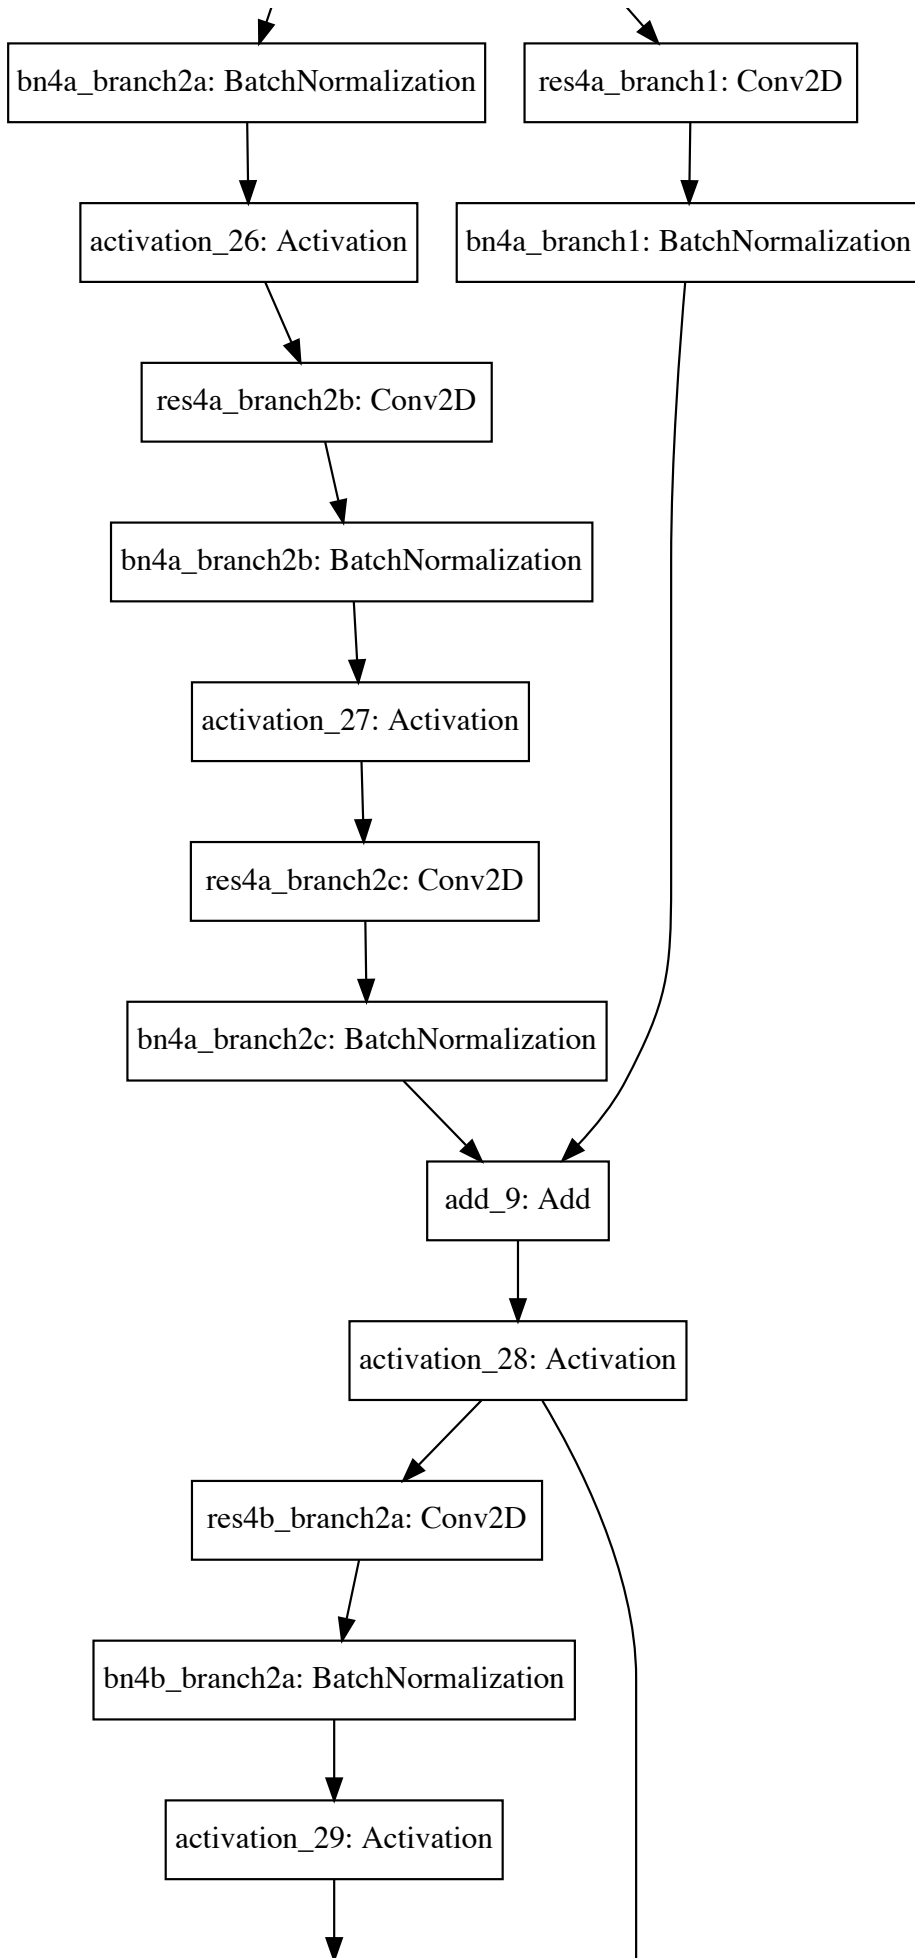 bn4a_branch2a: BatchNormalization
res4a_branch1: Conv2D
activation_26: Activation
bn4a_branch1: BatchNormalization
res4a_branch2b: Conv2D
bn4a_branch2b: BatchNormalization
activation_27: Activation
res4a_branch2c: Conv2D
bn4a_branch2c: BatchNormalization
add_9: Add
activation_28: Activation
res4b_branch2a: Conv2D
bn4b_branch2a: BatchNormalization
activation_29: Activation